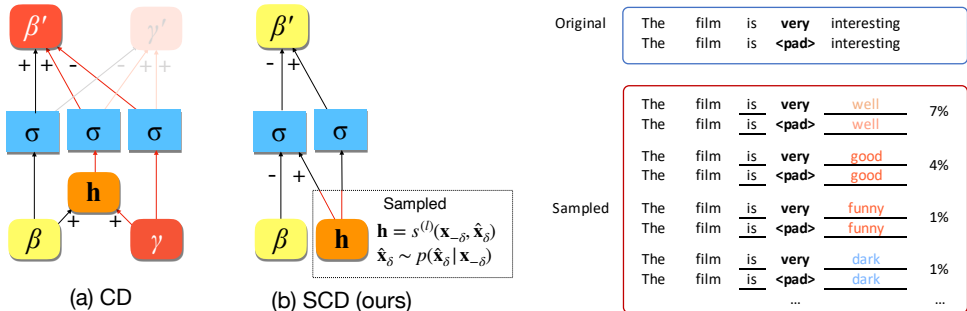 β′ γ′
+ + - + +
σ σ σ
h
+ +
β γ
(a) CD
β′
- +
σ σ
- +
β h
Sampled
h = s^(l)(x_−δ, x̂_δ)
x̂_δ ∼ p(x̂_δ | x_−δ)
(b) SCD (ours)
Original
The film is very interesting
The film is <pad> interesting
Sampled
The film is very well 7%
The film is <pad> well
The film is very good 4%
The film is <pad> good
The film is very funny 1%
The film is <pad> funny
The film is very dark 1%
The film is <pad> dark
... ...